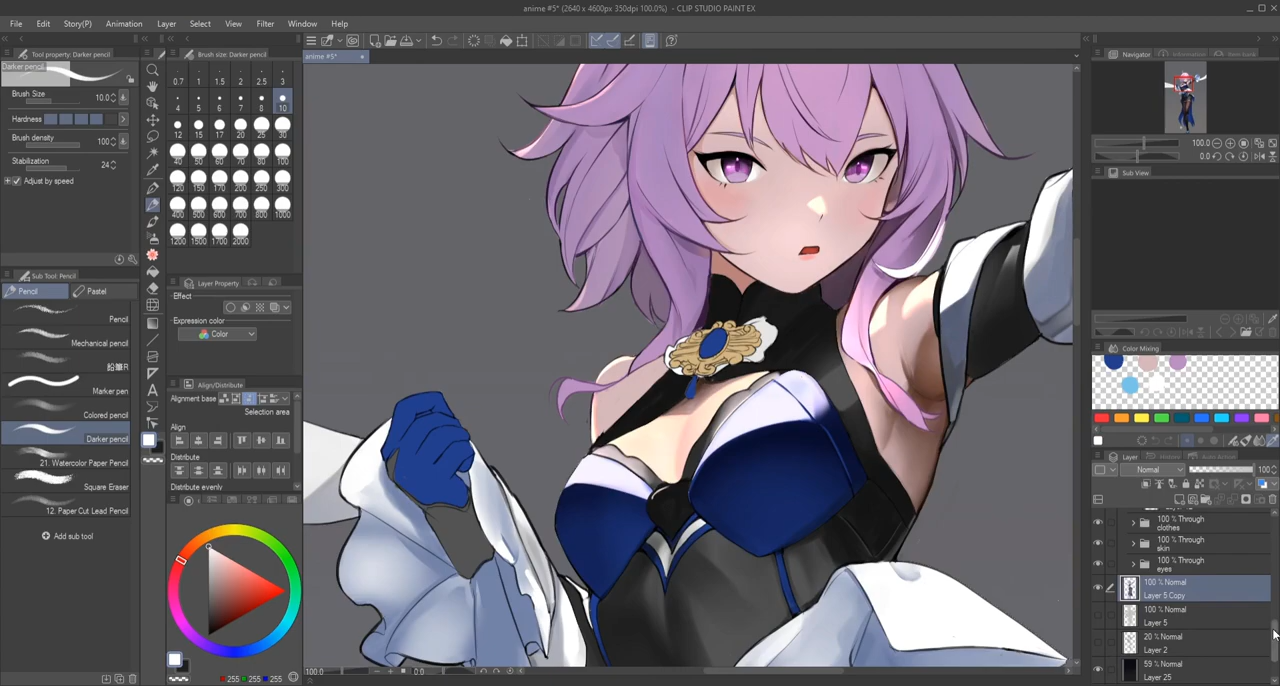 anime #5* (2640 x 4600px 350dpi 100.0%) - CLIP STUDIO PAINT EX
File Edit Story(P) Animation Layer Select View Filter Window Help
Tool property: Darker pencil
Darker pencil
Brush Size 10.0
Hardness
Brush density 100
Stabilization 24
Adjust by speed
Sub Tool: Pencil
Pencil Pastel
Pencil
Mechanical pencil
鉛筆R
Marker pen
Colored pencil
Darker pencil
21. Watercolor Paper Pencil
Square Eraser
12. Paper Cut Lead Pencil
Add sub tool
Brush size: Darker pencil
0.7 1 1.5 2 2.5 3
4 5 6 7 8 10
12 15 17 20 25 30
40 50 60 70 80 100
120 150 170 200 250 300
400 500 600 700 800 1000
1200 1500 1700 2000
Layer Property
Effect
Expression color
Color
Align/Distribute
Alignment base
Selection area
Align
Distribute
Distribute evenly
255 255 255
anime #5*
100.0 0.0
Navigator Information
100.0
0.0
Sub View
Color Mixing
Layer History Auto Action
Normal 100
100 % Through
clothes
100 % Through
skin
100 % Through
eyes
100 % Normal
Layer 5 Copy
100 % Normal
Layer 5
20 % Normal
Layer 2
59 % Normal
Layer 25